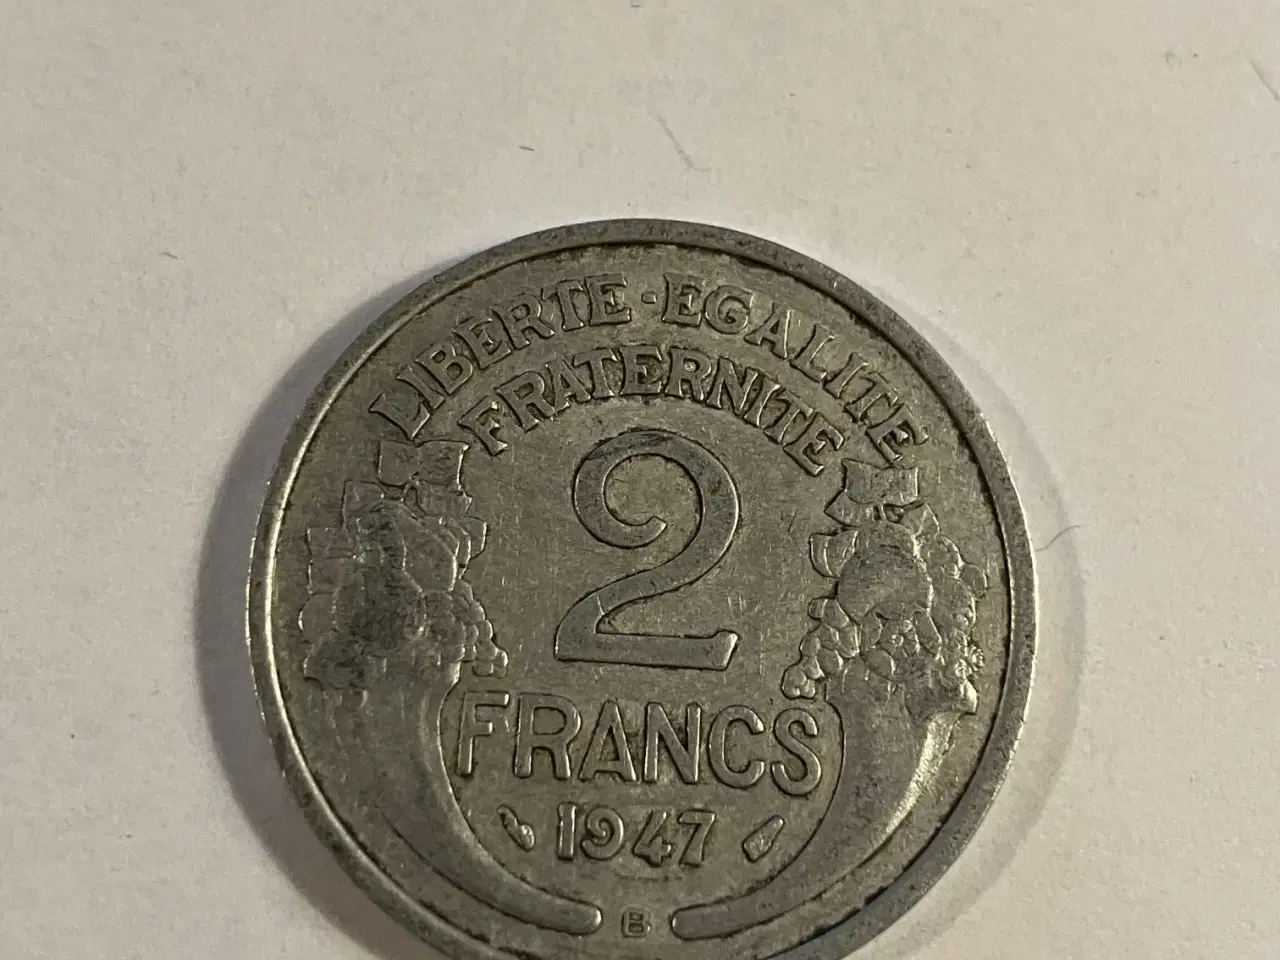 LIBERTE · EGALITE
FRATERNITE
2
FRANCS
1947
B